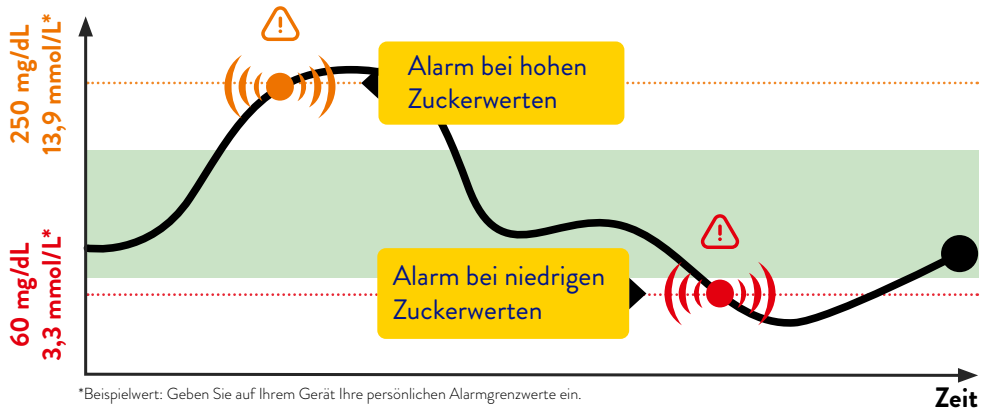 250 mg/dL
13,9 mmol/L*
Alarm bei hohen
Zuckerwerten
60 mg/dL
3,3 mmol/L*
Alarm bei niedrigen
Zuckerwerten
*Beispielwert: Geben Sie auf Ihrem Gerät Ihre persönlichen Alarmgrenzwerte ein.
Zeit